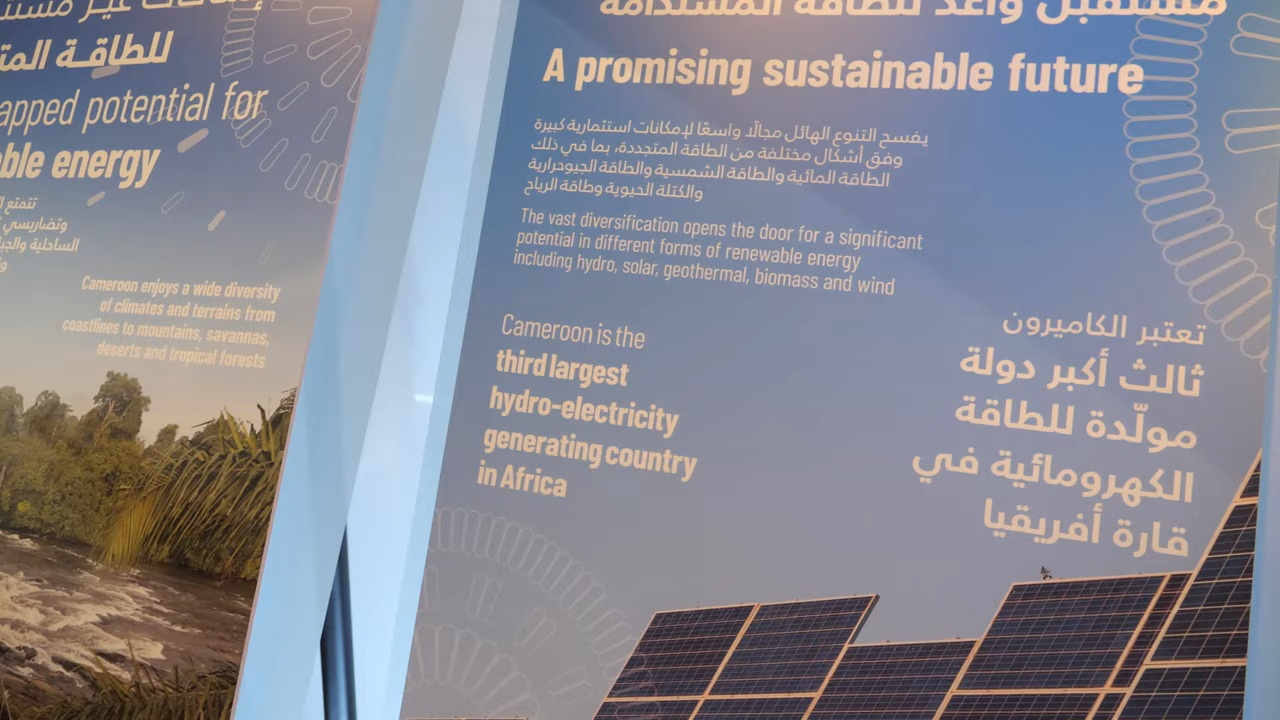 للطاقـة
apped potential for
ble energy
تتمتع
وتضاريسي
الساحلية والجبا
Cameroon enjoys a wide diversity
of climates and terrains from
coastlines to mountains, savannas,
deserts and tropical forests
مستقبل واعد للطاقة المستدامة
A promising sustainable future
يفسح التنوع الهائل مجالًا واسعًا لإمكانات استثمارية كبيرة
وفق أشكال مختلفة من الطاقة المتجددة، بما في ذلك
الطاقة المائية والطاقة الشمسية والطاقة الجيوحرارية
والكتلة الحيوية وطاقة الرياح
The vast diversification opens the door for a significant
potential in different forms of renewable energy
including hydro, solar, geothermal, biomass and wind
Cameroon is the
third largest
hydro-electricity
generating country
in Africa
تعتبر الكاميرون
ثالث أكبر دولة
مولّدة للطاقة
الكهرومائية في
قارة أفريقيا